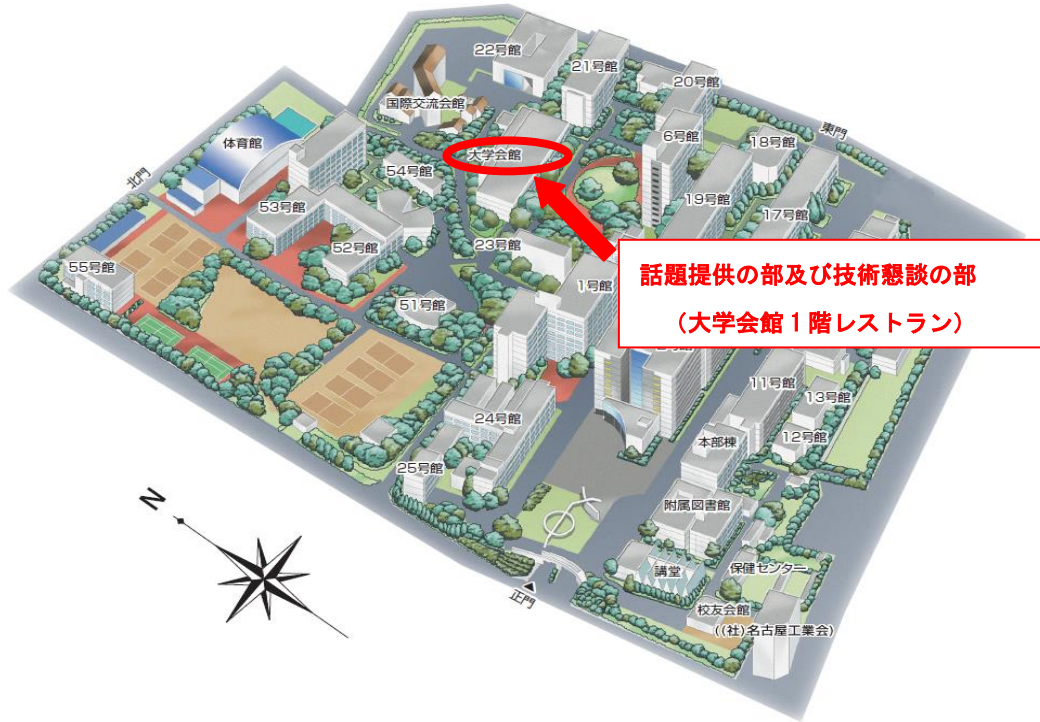 22号館
21号館
20号館
国際交流会館
6号館
東門
体育館
大学会館
18号館
北門
54号館
19号館
53号館
17号館
52号館
23号館
55号館
1号館
51号館
話題提供の部及び技術懇談の部
（大学会館１階レストラン）
11号館
13号館
24号館
12号館
本部棟
25号館
附属図書館
N
講堂
保健センター
正門
校友会館
((社)名古屋工業会)